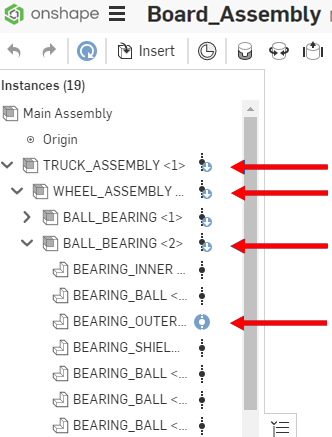 onshape Board_Assembly
Insert
Instances (19)
Main Assembly
Origin
TRUCK_ASSEMBLY <1>
WHEEL_ASSEMBLY ...
BALL_BEARING <1>
BALL_BEARING <2>
BEARING_INNER ...
BEARING_BALL <...
BEARING_OUTER...
BEARING_SHIEL...
BEARING_BALL <...
BEARING_BALL <...
BEARING_BALL <...